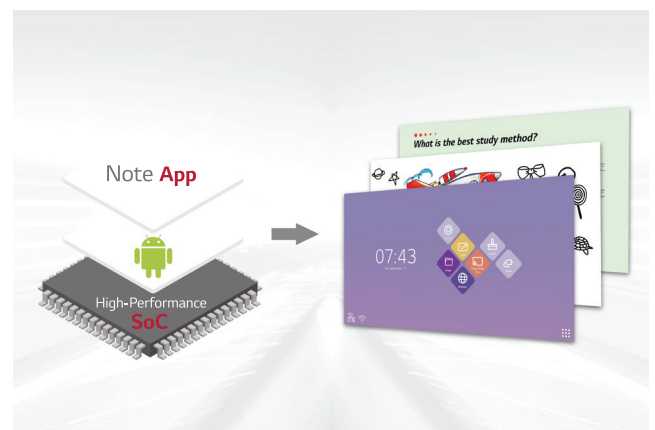 Note App
High-Performance
SoC
What is the best study method?
07:43